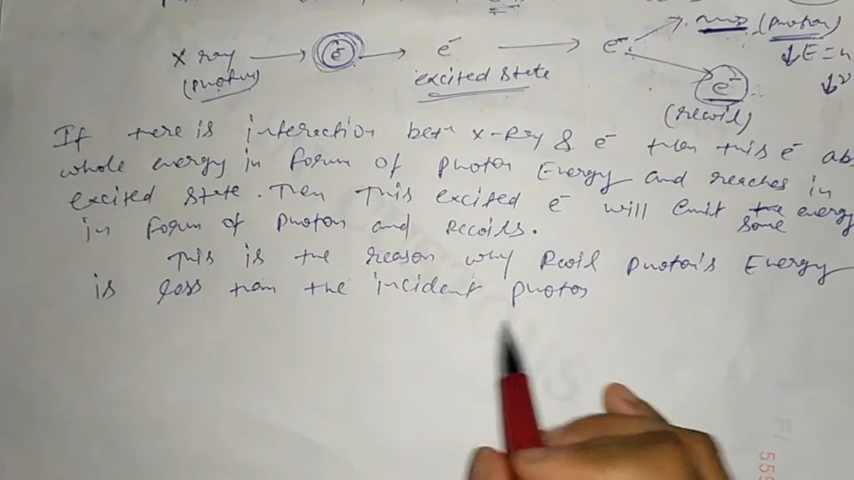 X ray → e⁻ → e⁻ → e⁻ (photon)
(photon) excited state ↓E =
e⁻ ↓ν
(recoil)
If there is interaction betn X-Ray & e⁻ then this e⁻ abs
whole energy in form of photon Energy and reaches in
excited state. Then This excited e⁻ will emit some energy
in form of photon and recoils.
This is the reason why Recoil photon's Energy
is less than the incident photon
559